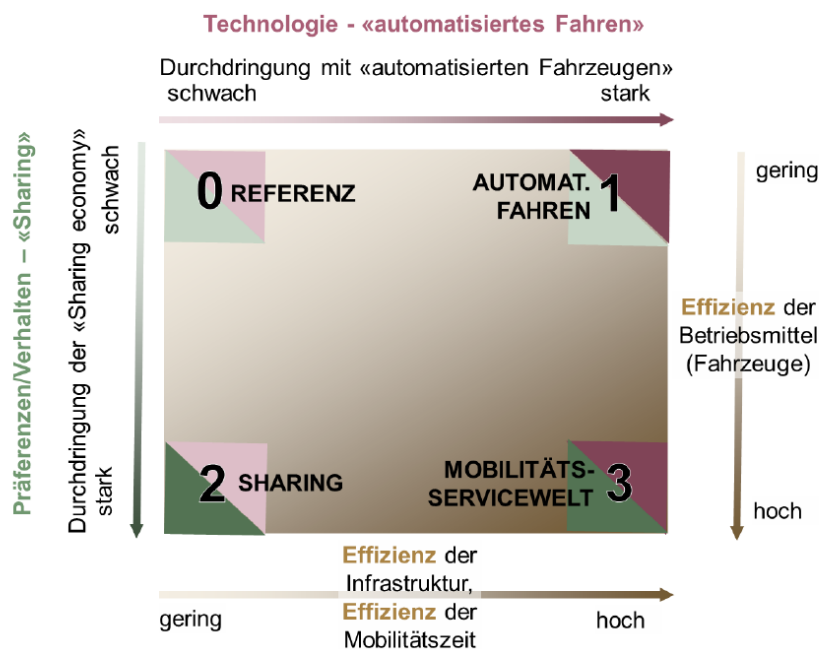 Technologie - «automatisiertes Fahren»
Durchdringung mit «automatisierten Fahrzeugen»
schwach
stark
Präferenzen/Verhalten – «Sharing»
Durchdringung der «Sharing economy»
schwach
stark
0 REFERENZ
AUTOMAT.
FAHREN 1
2 SHARING
MOBILITÄTS-
SERVICEWELT 3
gering
Effizienz der
Betriebsmittel
(Fahrzeuge)
hoch
Effizienz der
Infrastruktur,
Effizienz der
Mobilitätszeit
gering
hoch